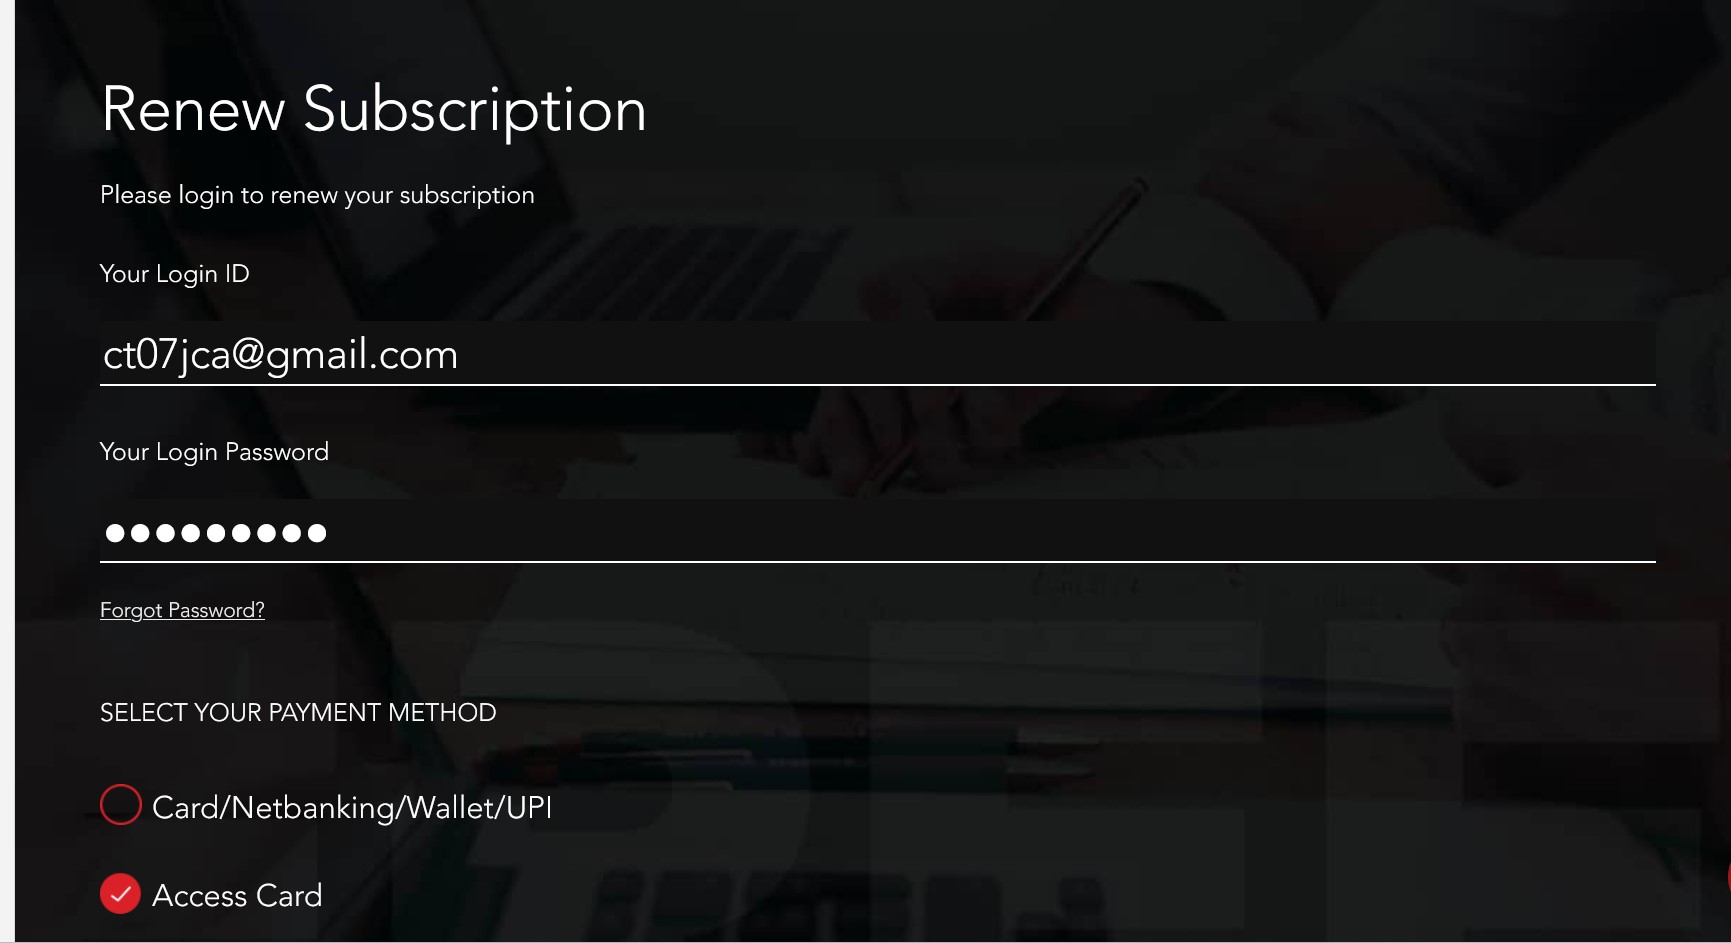 Renew Subscription
Please login to renew your subscription
Your Login ID
ct07jca@gmail.com
Your Login Password
●●●●●●●●●
Forgot Password?
SELECT YOUR PAYMENT METHOD
Card/Netbanking/Wallet/UPI
Access Card